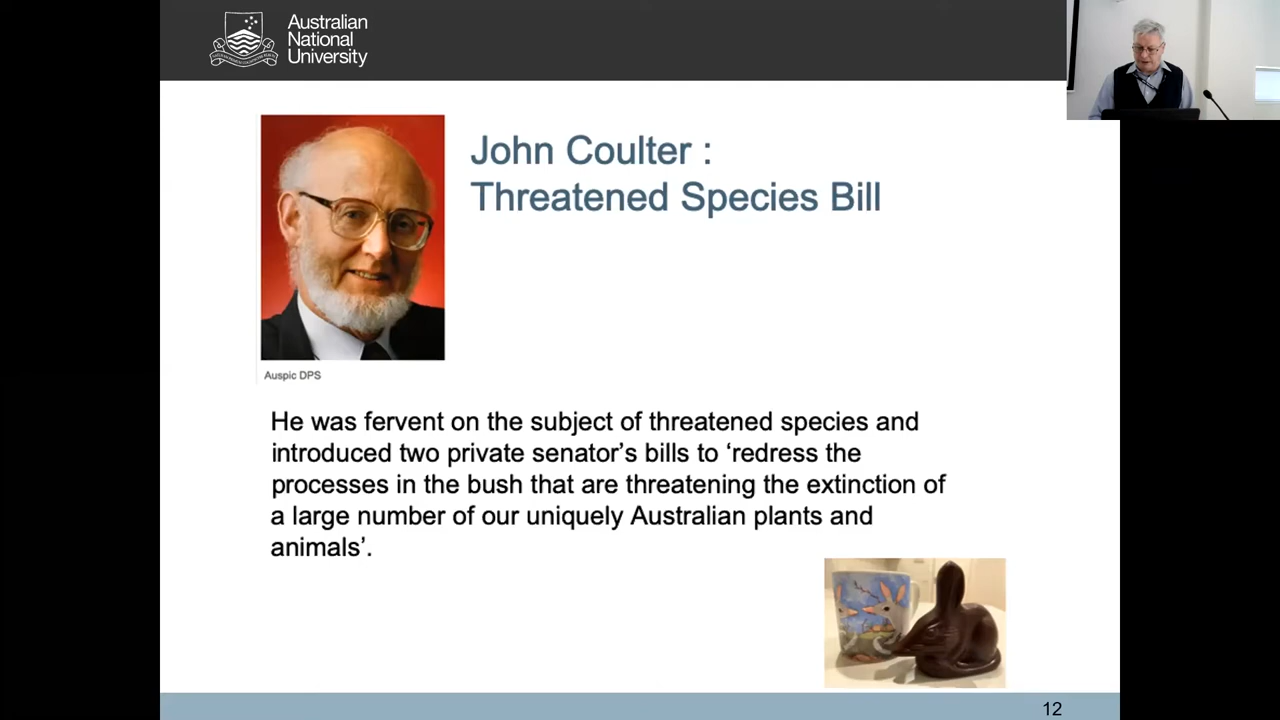 Australian
National
University
John Coulter :
Threatened Species Bill
Auspic DPS
He was fervent on the subject of threatened species and
introduced two private senator’s bills to ‘redress the
processes in the bush that are threatening the extinction of
a large number of our uniquely Australian plants and
animals’.
12